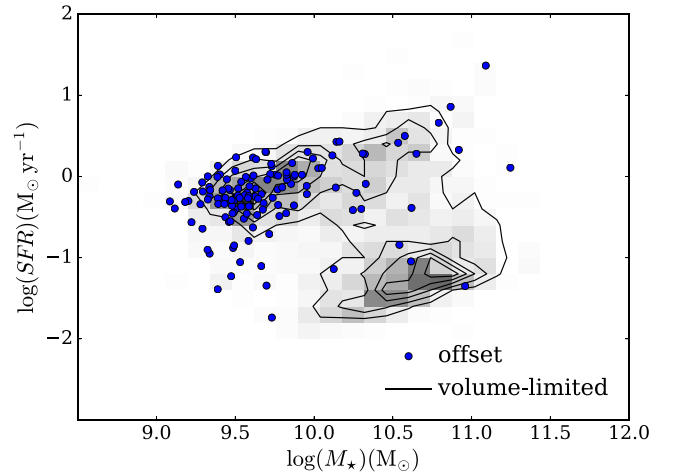 2
1
0
−1
−2
log(SFR)(M⊙ yr−1)
offset
volume-limited
9.0 9.5 10.0 10.5 11.0 11.5 12.0
log(M⋆)(M⊙)